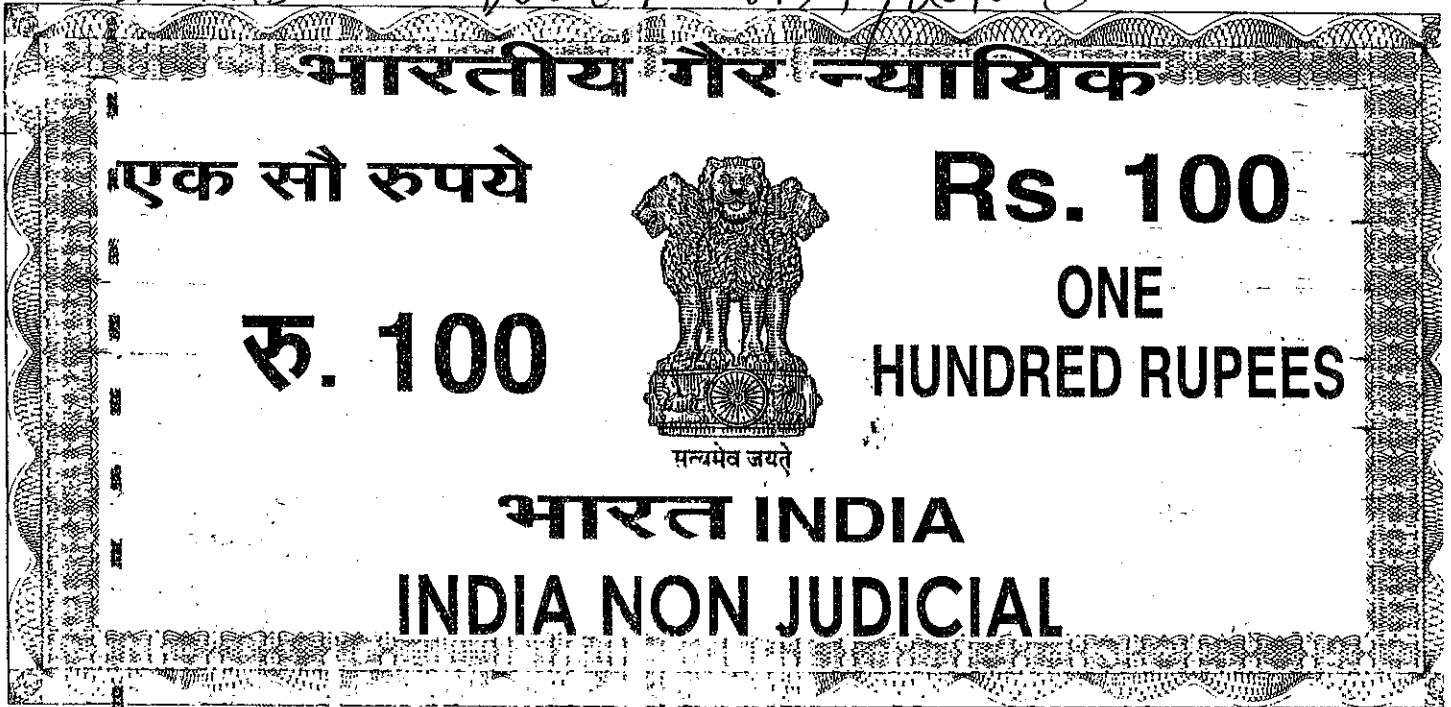 भारतीय गैर न्यायिक
एक सौ रुपये
Rs. 100
रु. 100
ONE
HUNDRED RUPEES
सत्यमेव जयते
भारत INDIA
INDIA NON JUDICIAL